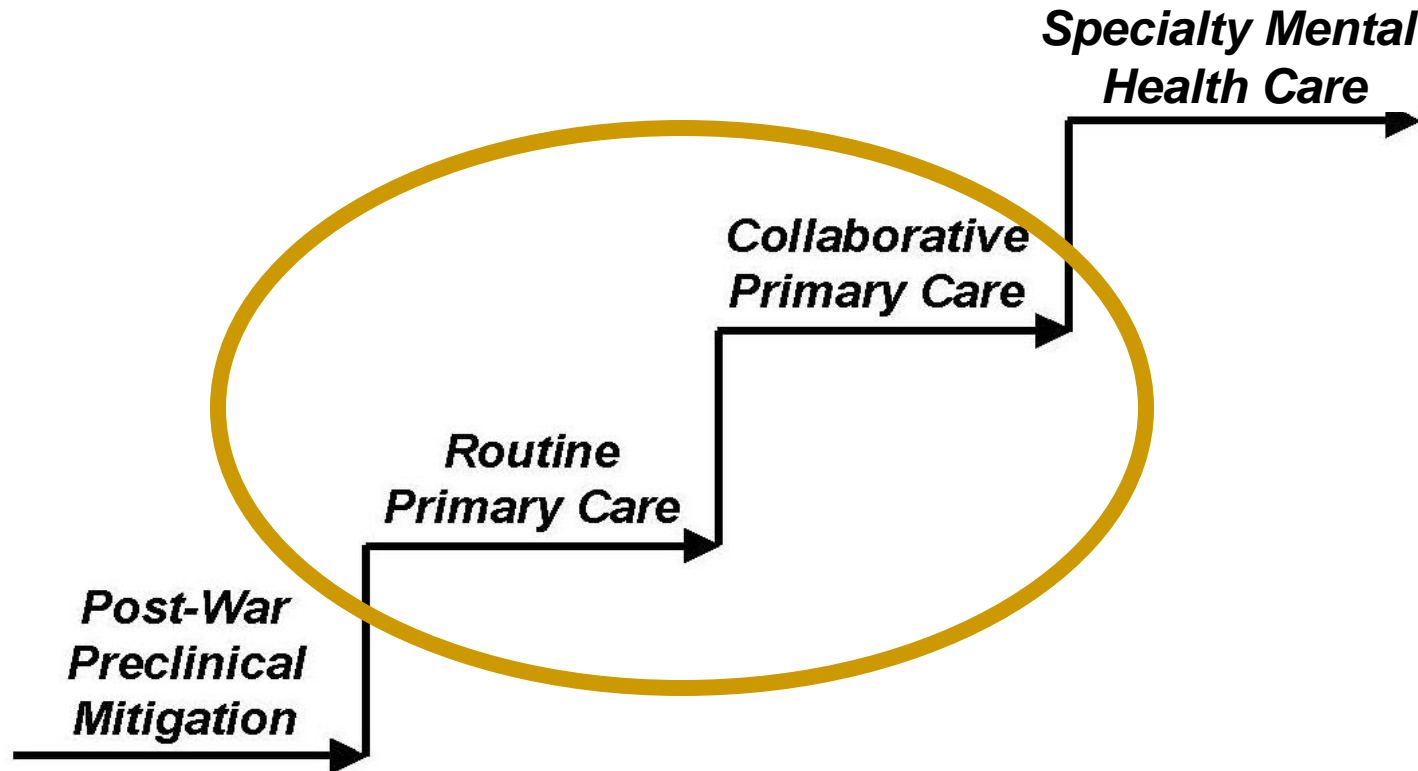 Specialty Mental
Health Care
Collaborative
Primary Care
Routine
Primary Care
Post-War
Preclinical
Mitigation